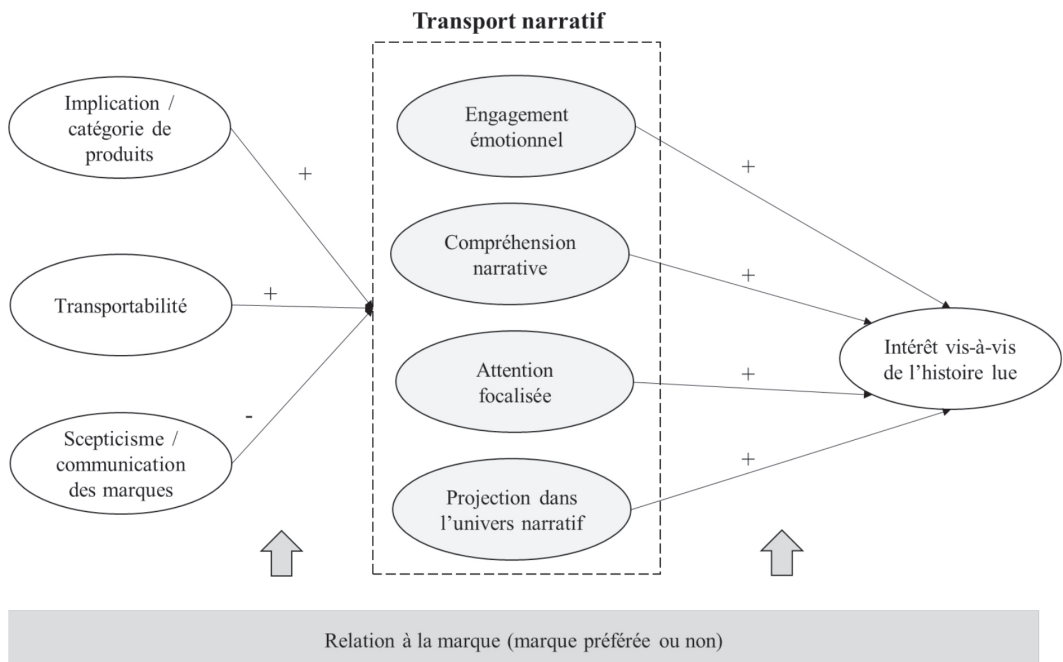 Transport narratif
Implication /
catégorie de
produits
+
Transportabilité
+
Scepticisme /
communication
des marques
-
Engagement
émotionnel
+
Compréhension
narrative
+
Attention
focalisée
+
Projection dans
l’univers narratif
+
Intérêt vis-à-vis
de l’histoire lue
Relation à la marque (marque préférée ou non)